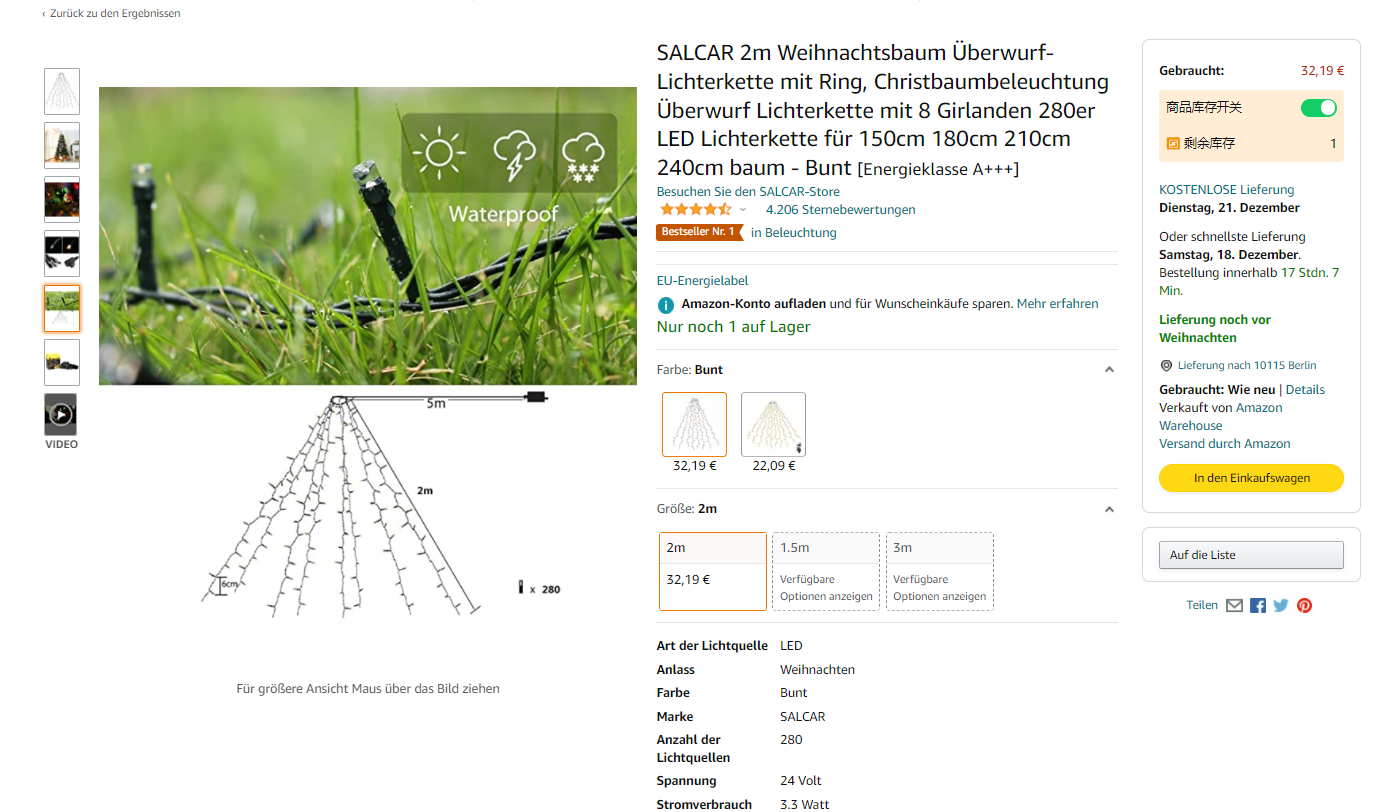 ‹ Zurück zu den Ergebnissen
VIDEO
Waterproof
5m
2m
6cm
x 280
Für größere Ansicht Maus über das Bild ziehen
SALCAR 2m Weihnachtsbaum Überwurf-
Lichterkette mit Ring, Christbaumbeleuchtung
Überwurf Lichterkette mit 8 Girlanden 280er
LED Lichterkette für 150cm 180cm 210cm
240cm baum - Bunt [Energieklasse A+++]
Besuchen Sie den SALCAR-Store
4.206 Sternebewertungen
Bestseller Nr. 1 in Beleuchtung
EU-Energielabel
i Amazon-Konto aufladen und für Wunscheinkäufe sparen. Mehr erfahren
Nur noch 1 auf Lager
Farbe: Bunt
32,19 € 22,09 €
Größe: 2m
2m 1.5m 3m
32,19 € Verfügbare Verfügbare
Optionen anzeigen Optionen anzeigen
Art der Lichtquelle LED
Anlass Weihnachten
Farbe Bunt
Marke SALCAR
Anzahl der 280
Lichtquellen
Spannung 24 Volt
Stromverbrauch 3.3 Watt
Gebraucht: 32,19 €
商品库存开关
剩余库存 1
KOSTENLOSE Lieferung
Dienstag, 21. Dezember
Oder schnellste Lieferung
Samstag, 18. Dezember.
Bestellung innerhalb 17 Stdn. 7
Min.
Lieferung noch vor
Weihnachten
Lieferung nach 10115 Berlin
Gebraucht: Wie neu | Details
Verkauft von Amazon
Warehouse
Versand durch Amazon
In den Einkaufswagen
Auf die Liste
Teilen